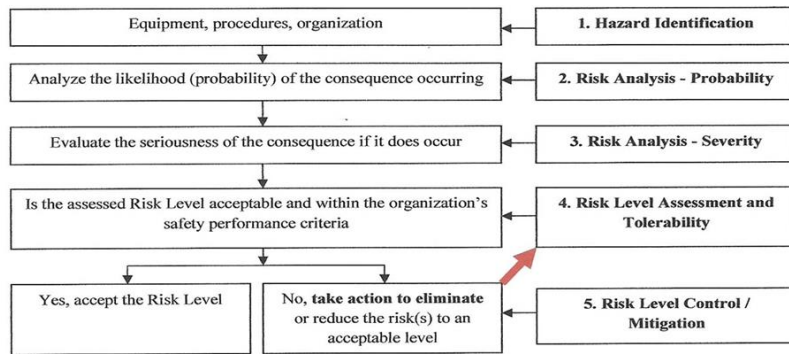 Equipment, procedures, organization
1. Hazard Identification
Analyze the likelihood (probability) of the consequence occurring
2. Risk Analysis - Probability
Evaluate the seriousness of the consequence if it does occur
3. Risk Analysis - Severity
Is the assessed Risk Level acceptable and within the organization's
safety performance criteria
4. Risk Level Assessment and
Tolerability
Yes, accept the Risk Level
No, take action to eliminate
or reduce the risk(s) to an
acceptable level
5. Risk Level Control /
Mitigation